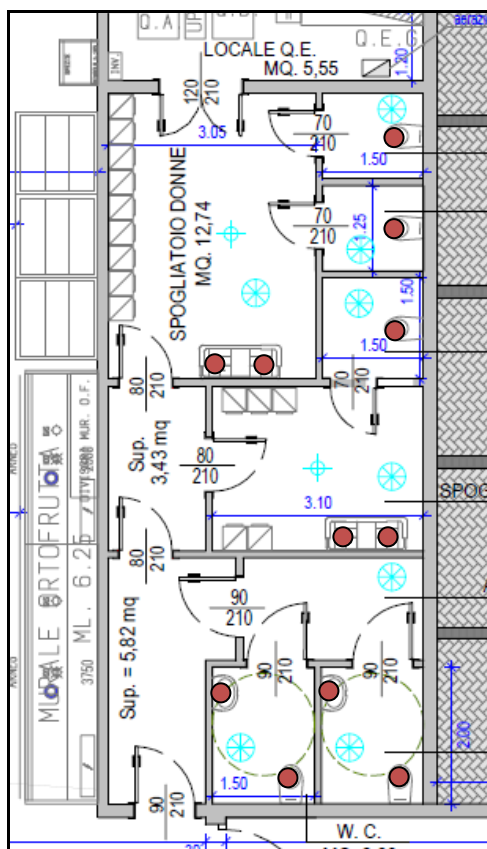 Q.A
UP
Q.E.G
LOCALE Q.E.
MQ. 5,55
1.20
INV
120
210
3.05
70
210
1.50
SPOGLIATOIO DONNE
MQ. 12,74
70
210
1.25
1.50
1.50
80
210
70
210
Sup.
3,43 mq
80
210
3.10
SPOG
MURALE ORTOFRUTTA
ML. 6.25
3750
80
210
90
210
Sup. = 5,82 mq
90
210
90
210
2.00
1.50
90
210
W. C.